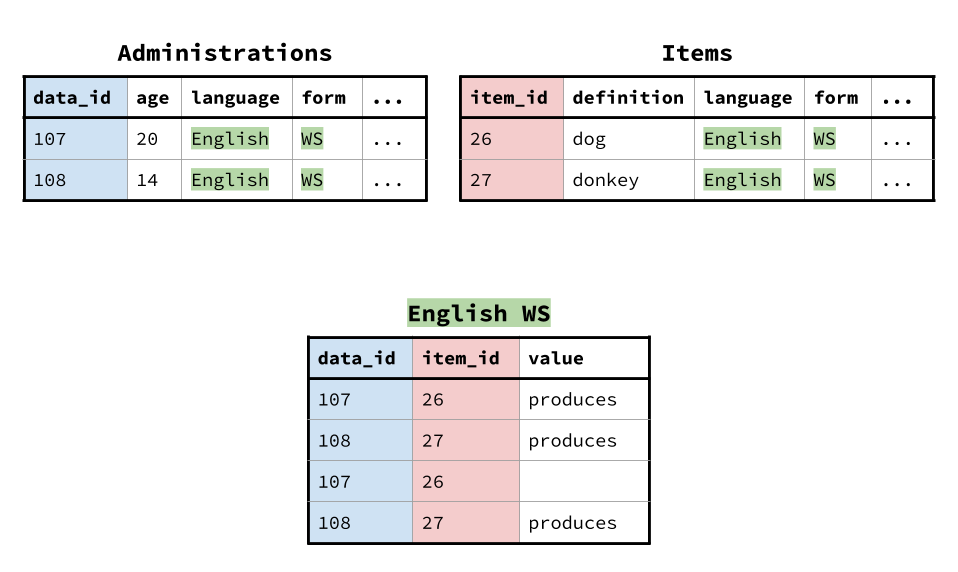 Administrations
data_id age language form ...
107 20 English WS ...
108 14 English WS ...
Items
item_id definition language form ...
26 dog English WS ...
27 donkey English WS ...
English WS
data_id item_id value
107 26 produces
108 27 produces
107 26
108 27 produces